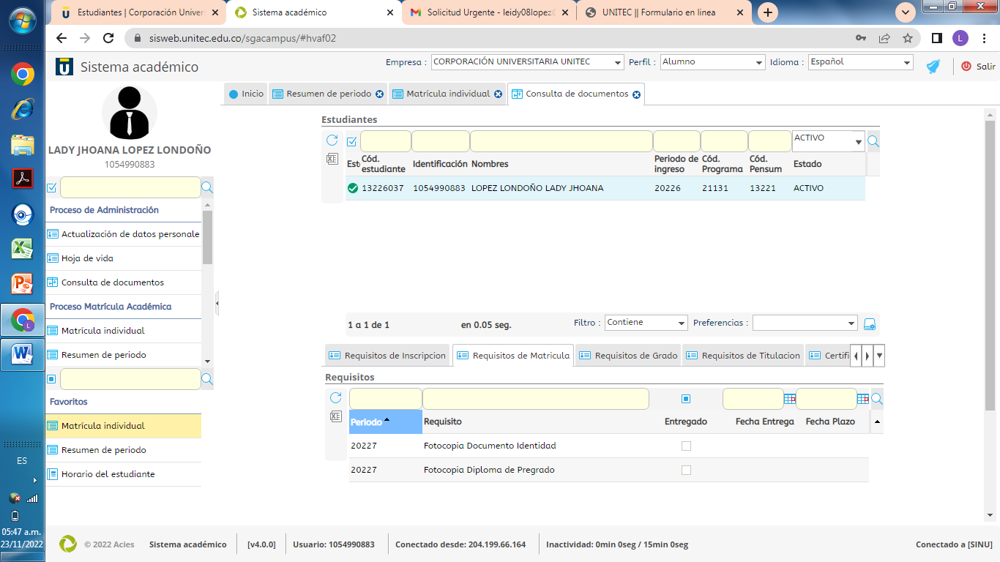 Estudiantes | Corporación Univer
Sistema académico
Solicitud Urgente - leidy08lopez@
UNITEC || Formulario en linea
sisweb.unitec.edu.co/sgacampus/#hvaf02
L
Sistema académico
Empresa : CORPORACIÓN UNIVERSITARIA UNITEC Perfil : Alumno Idioma : Español Salir
Inicio Resumen de periodo Matrícula individual Consulta de documentos
LADY JHOANA LOPEZ LONDOÑO
1054990883
Proceso de Administración
Actualización de datos personale
Hoja de vida
Consulta de documentos
Proceso Matrícula Académica
Matrícula individual
Resumen de periodo
Favoritos
Matrícula individual
Resumen de periodo
Horario del estudiante
Estudiantes
ACTIVO
Est Cód. estudiante Identificación Nombres Periodo de ingreso Cód. Programa Cód. Pensum Estado
13226037 1054990883 LOPEZ LONDOÑO LADY JHOANA 20226 21131 13221 ACTIVO
1 a 1 de 1 en 0.05 seg. Filtro : Contiene Preferencias :
Requisitos de Inscripcion Requisitos de Matricula Requisitos de Grado Requisitos de Titulacion Certifi
Requisitos
Periodo Requisito Entregado Fecha Entrega Fecha Plazo
20227 Fotocopia Documento Identidad
20227 Fotocopia Diploma de Pregrado
ES
05:47 a.m.
23/11/2022
© 2022 Acies Sistema académico [v4.0.0] Usuario: 1054990883 Conectado desde: 204.199.66.164 Inactividad: 0min 0seg / 15min 0seg Conectado a [SINU]